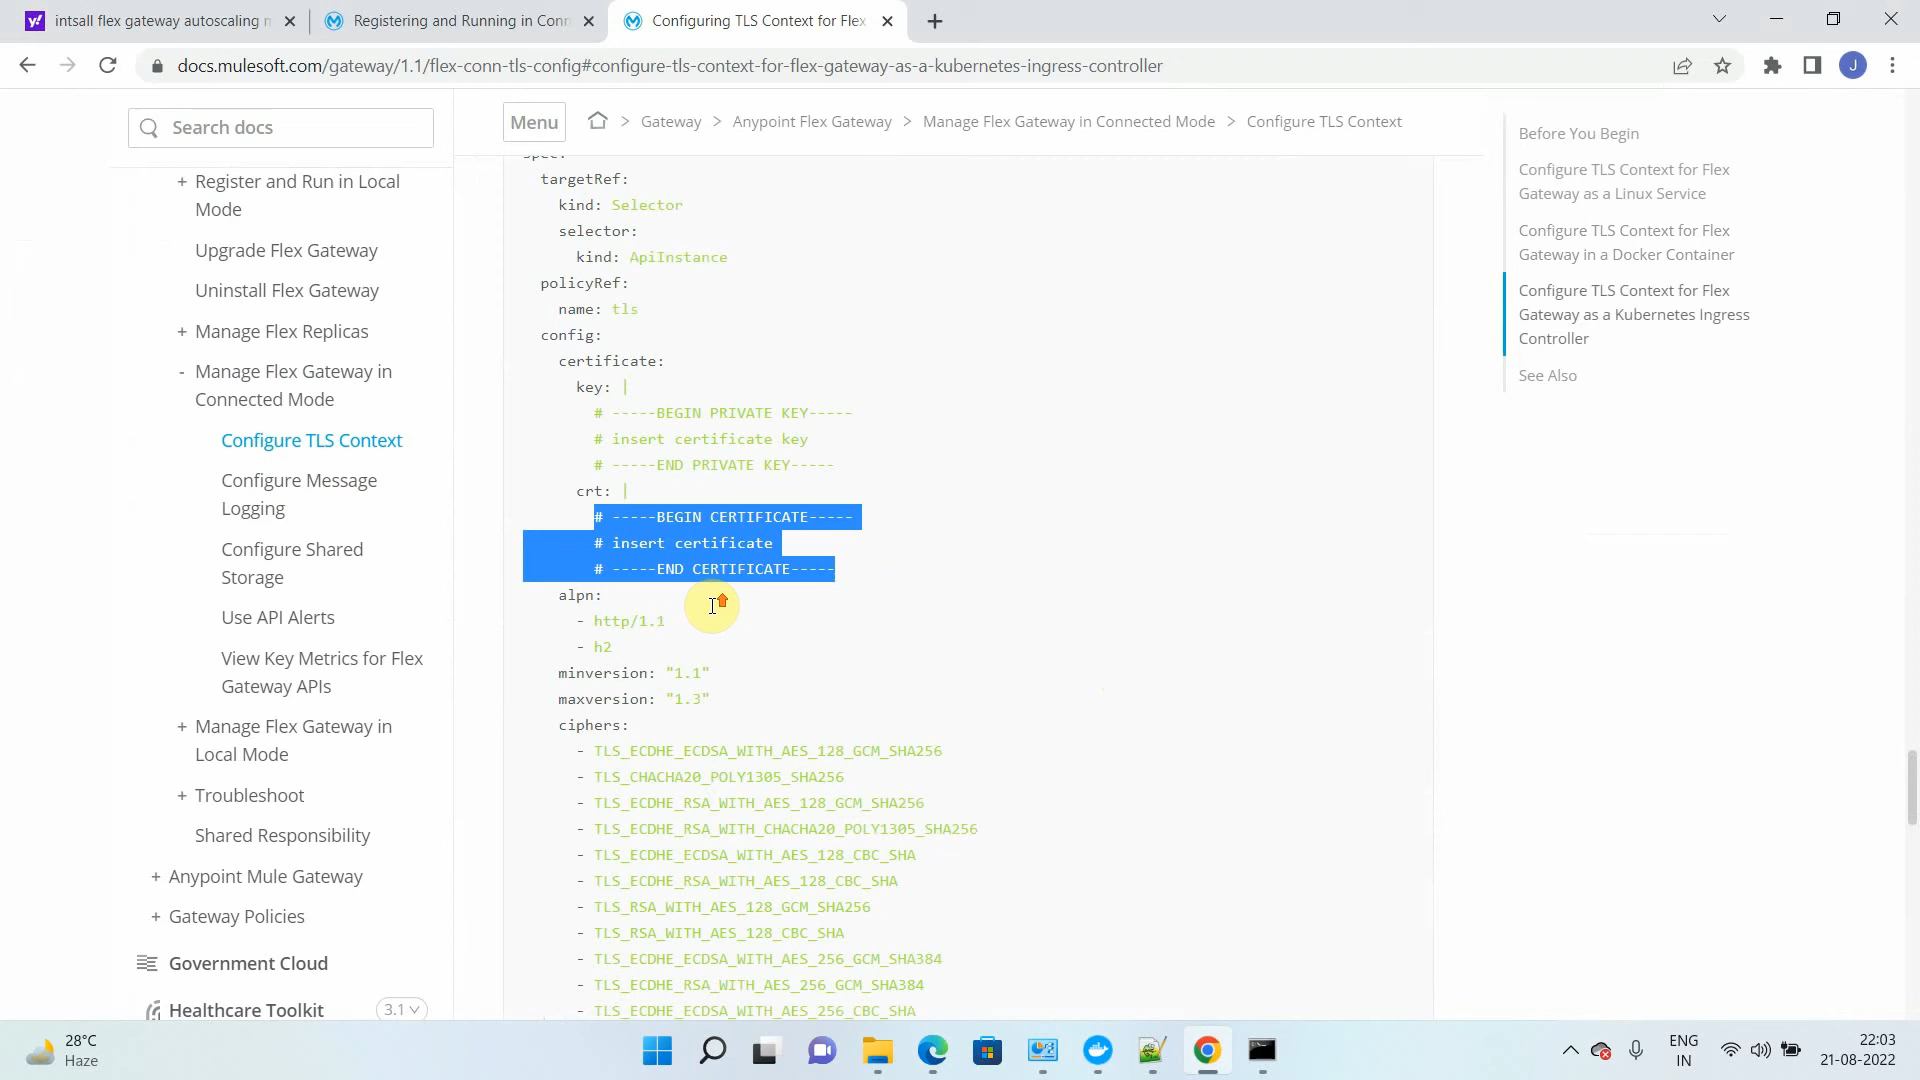 intsall flex gateway autoscaling m
Registering and Running in Conn
Configuring TLS Context for Flex
docs.mulesoft.com/gateway/1.1/flex-conn-tls-config#configure-tls-context-for-flex-gateway-as-a-kubernetes-ingress-controller
J
Search docs
Menu > Gateway > Anypoint Flex Gateway > Manage Flex Gateway in Connected Mode > Configure TLS Context
+ Register and Run in Local
Mode
Upgrade Flex Gateway
Uninstall Flex Gateway
+ Manage Flex Replicas
- Manage Flex Gateway in
Connected Mode
Configure TLS Context
Configure Message
Logging
Configure Shared
Storage
Use API Alerts
View Key Metrics for Flex
Gateway APIs
+ Manage Flex Gateway in
Local Mode
+ Troubleshoot
Shared Responsibility
+ Anypoint Mule Gateway
+ Gateway Policies
Government Cloud
Healthcare Toolkit 3.1
spec:
targetRef:
kind: Selector
selector:
kind: ApiInstance
policyRef:
name: tls
config:
certificate:
key: |
# -----BEGIN PRIVATE KEY-----
# insert certificate key
# -----END PRIVATE KEY-----
crt: |
# -----BEGIN CERTIFICATE-----
# insert certificate
# -----END CERTIFICATE-----
alpn:
- http/1.1
- h2
minversion: "1.1"
maxversion: "1.3"
ciphers:
- TLS_ECDHE_ECDSA_WITH_AES_128_GCM_SHA256
- TLS_CHACHA20_POLY1305_SHA256
- TLS_ECDHE_RSA_WITH_AES_128_GCM_SHA256
- TLS_ECDHE_RSA_WITH_CHACHA20_POLY1305_SHA256
- TLS_ECDHE_ECDSA_WITH_AES_128_CBC_SHA
- TLS_ECDHE_RSA_WITH_AES_128_CBC_SHA
- TLS_RSA_WITH_AES_128_GCM_SHA256
- TLS_RSA_WITH_AES_128_CBC_SHA
- TLS_ECDHE_ECDSA_WITH_AES_256_GCM_SHA384
- TLS_ECDHE_RSA_WITH_AES_256_GCM_SHA384
- TLS_ECDHE_ECDSA_WITH_AES_256_CBC_SHA
Before You Begin
Configure TLS Context for Flex
Gateway as a Linux Service
Configure TLS Context for Flex
Gateway in a Docker Container
Configure TLS Context for Flex
Gateway as a Kubernetes Ingress
Controller
See Also
28°C
Haze
ENG
IN
22:03
21-08-2022